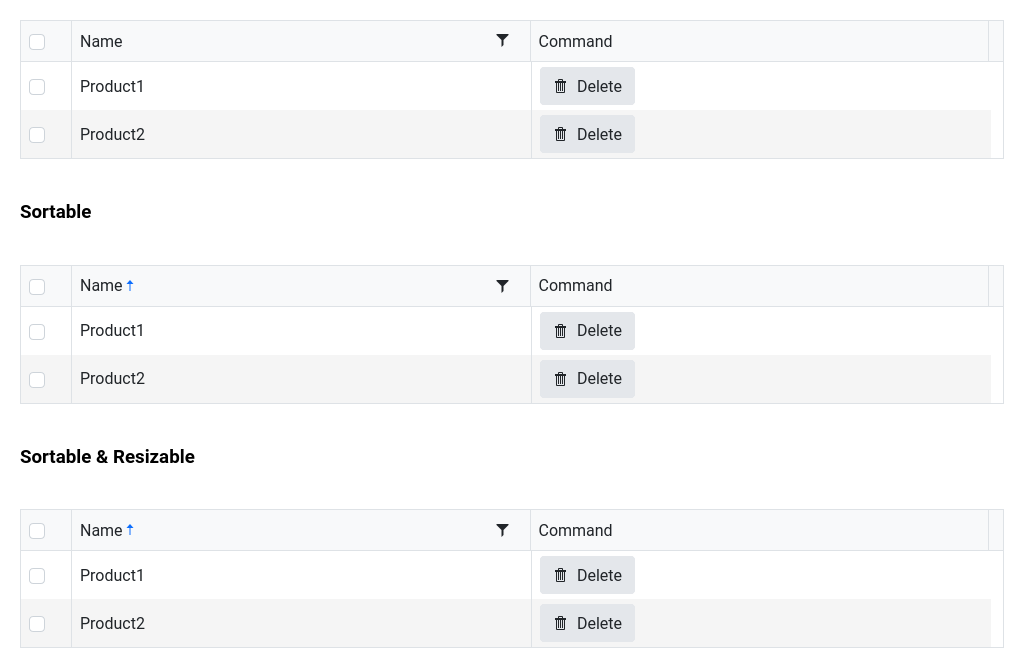 Name Command
Product1 Delete
Product2 Delete
Sortable
Name Command
Product1 Delete
Product2 Delete
Sortable & Resizable
Name Command
Product1 Delete
Product2 Delete